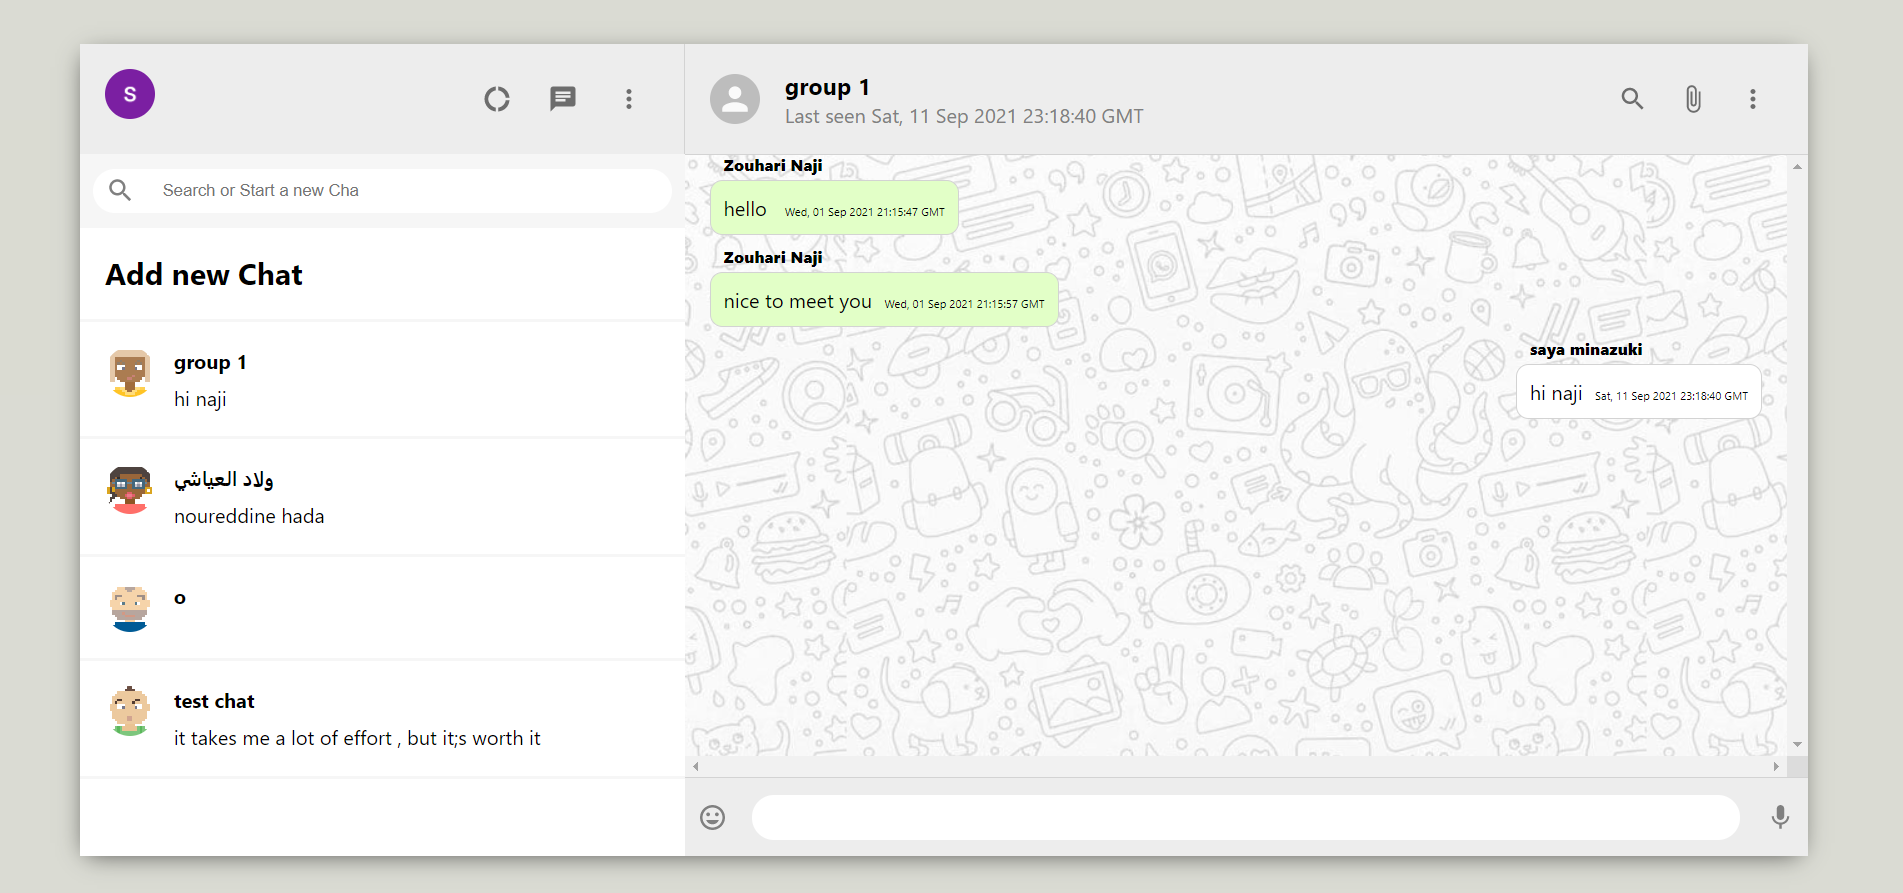 S
Search or Start a new Cha
Add new Chat
group 1
hi naji
ولاد العياشي
noureddine hada
o
test chat
it takes me a lot of effort , but it;s worth it
group 1
Last seen Sat, 11 Sep 2021 23:18:40 GMT
Zouhari Naji
hello Wed, 01 Sep 2021 21:15:47 GMT
Zouhari Naji
nice to meet you Wed, 01 Sep 2021 21:15:57 GMT
saya minazuki
hi naji Sat, 11 Sep 2021 23:18:40 GMT